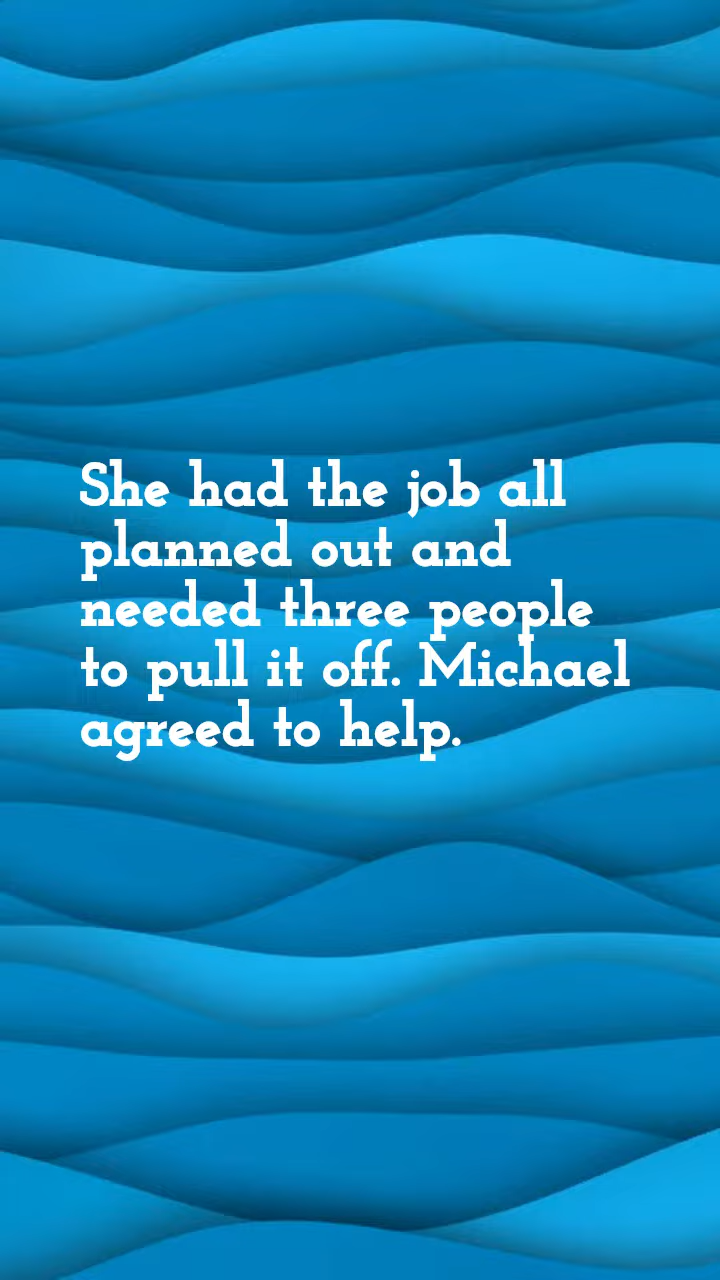 She had the job all
planned out and
needed three people
to pull it off. Michael
agreed to help.